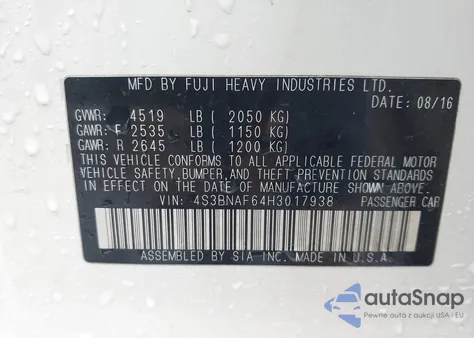 MFD BY FUJI HEAVY INDUSTRIES LTD.
DATE: 08/16
GVWR: 4519 LB ( 2050 KG)
GAWR: F 2535 LB ( 1150 KG)
GAWR: R 2645 LB ( 1200 KG)
THIS VEHICLE CONFORMS TO ALL APPLICABLE FEDERAL MOTOR
VEHICLE SAFETY, BUMPER, AND THEFT PREVENTION STANDARDS
IN EFFECT ON THE DATE OF MANUFACTURE SHOWN ABOVE.
VIN: 4S3BNAF64H3017938 PASSENGER CAR
ASSEMBLED BY SIA INC. MADE IN U.S.A.
autoSnap
Pewne auta z aukcji USA i EU